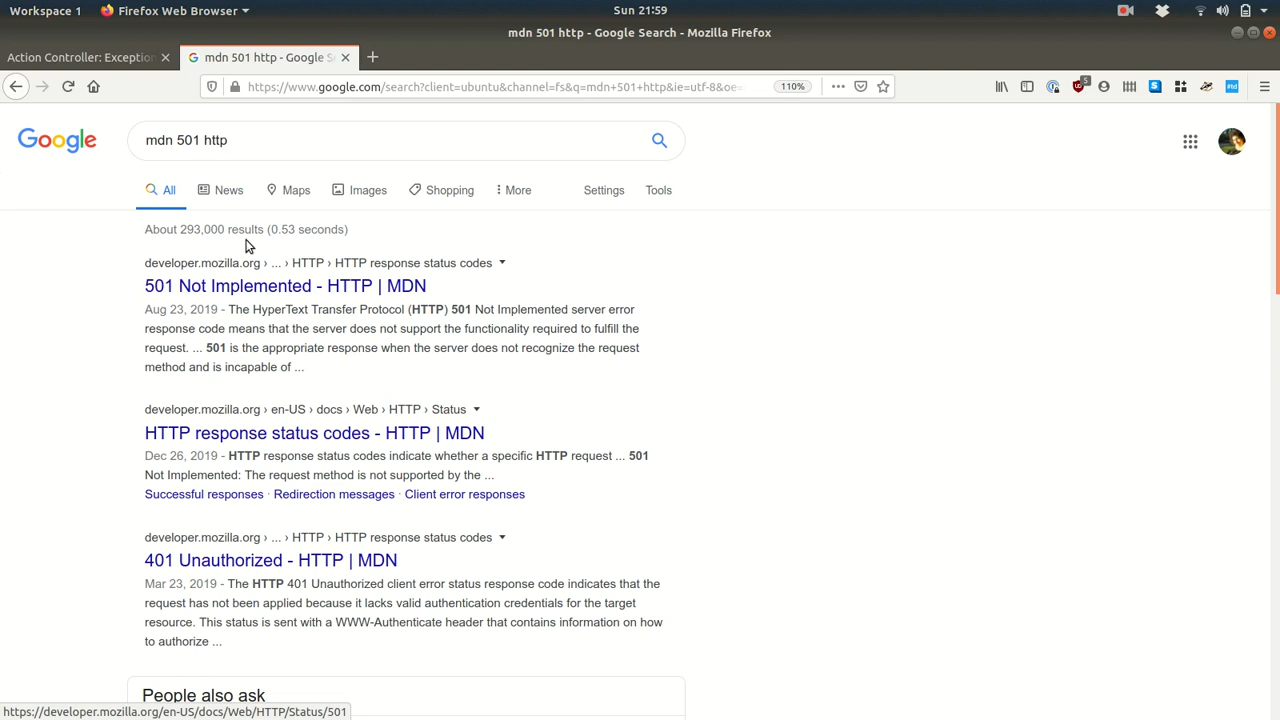 Workspace 1
Firefox Web Browser
Sun 21:59
mdn 501 http - Google Search - Mozilla Firefox
Action Controller: Exception
mdn 501 http - Google S
https://www.google.com/search?client=ubuntu&channel=fs&q=mdn+501+http&ie=utf-8&oe=
110%
5
#td
Google
mdn 501 http
All
News
Maps
Images
Shopping
More
Settings
Tools
About 293,000 results (0.53 seconds)
developer.mozilla.org › ... › HTTP › HTTP response status codes
501 Not Implemented - HTTP | MDN
Aug 23, 2019 - The HyperText Transfer Protocol (HTTP) 501 Not Implemented server error
response code means that the server does not support the functionality required to fulfill the
request. ... 501 is the appropriate response when the server does not recognize the request
method and is incapable of ...
developer.mozilla.org › en-US › docs › Web › HTTP › Status
HTTP response status codes - HTTP | MDN
Dec 26, 2019 - HTTP response status codes indicate whether a specific HTTP request ... 501
Not Implemented: The request method is not supported by the ...
Successful responses · Redirection messages · Client error responses
developer.mozilla.org › ... › HTTP › HTTP response status codes
401 Unauthorized - HTTP | MDN
Mar 23, 2019 - The HTTP 401 Unauthorized client error status response code indicates that the
request has not been applied because it lacks valid authentication credentials for the target
resource. This status is sent with a WWW-Authenticate header that contains information on how
to authorize ...
People also ask
https://developer.mozilla.org/en-US/docs/Web/HTTP/Status/501